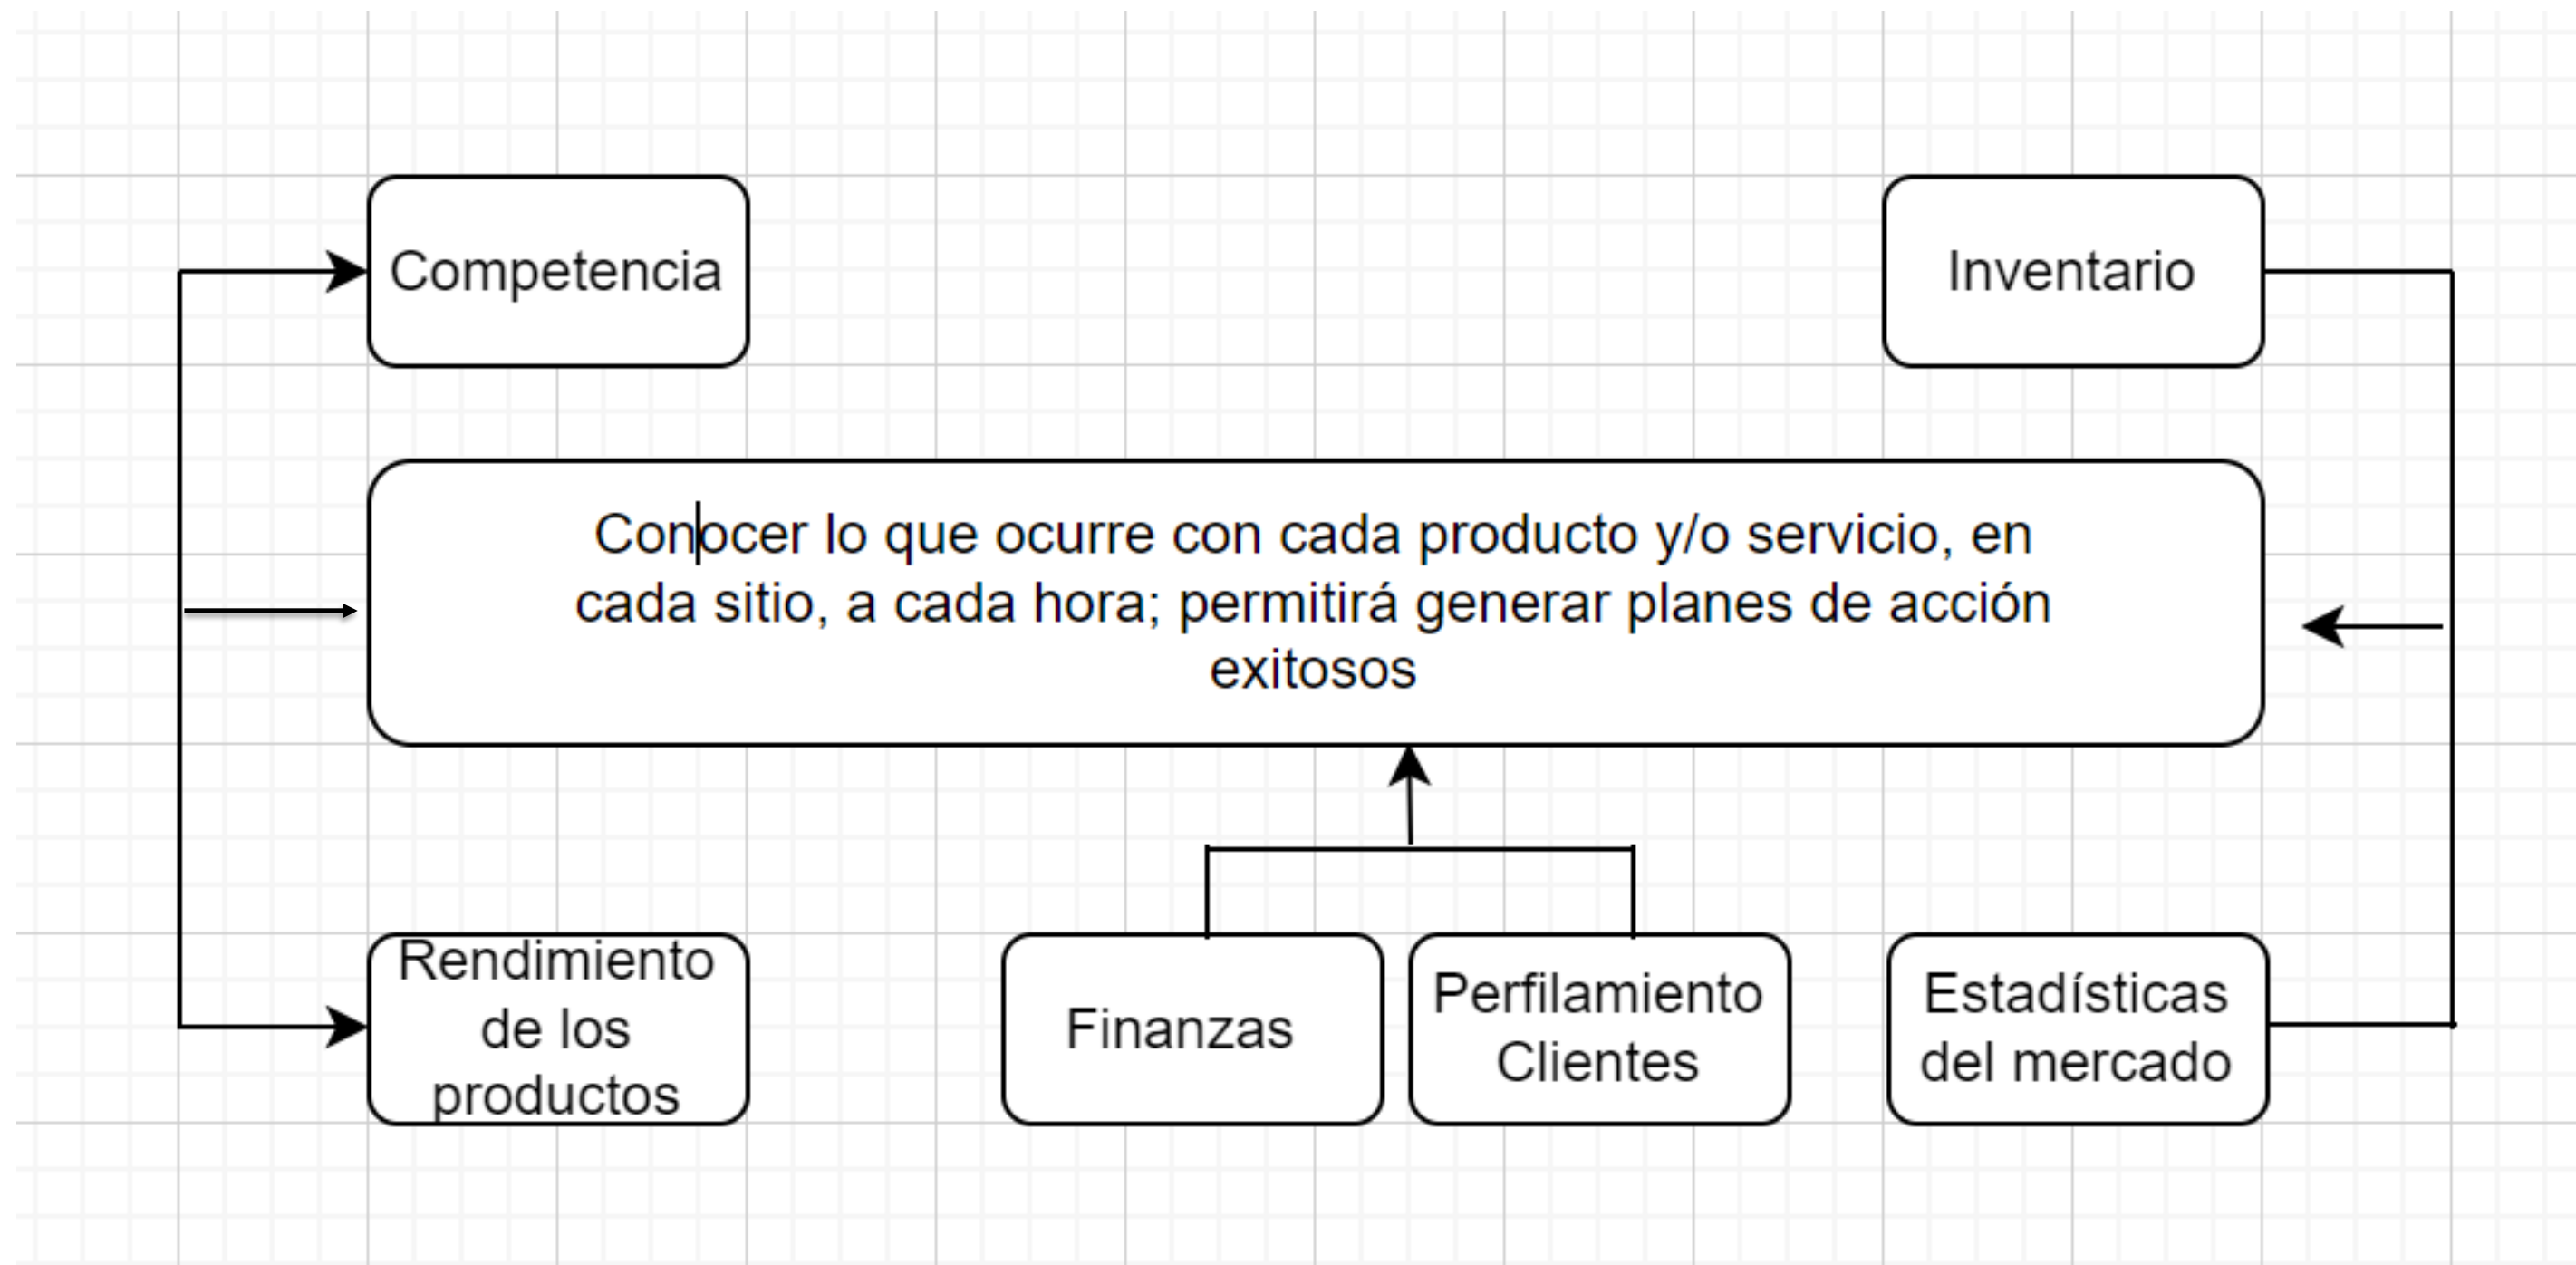 Competencia
Inventario
Conocer lo que ocurre con cada producto y/o servicio, en
cada sitio, a cada hora; permitirá generar planes de acción
exitosos
Rendimiento
de los
productos
Finanzas
Perfilamiento
Clientes
Estadísticas
del mercado